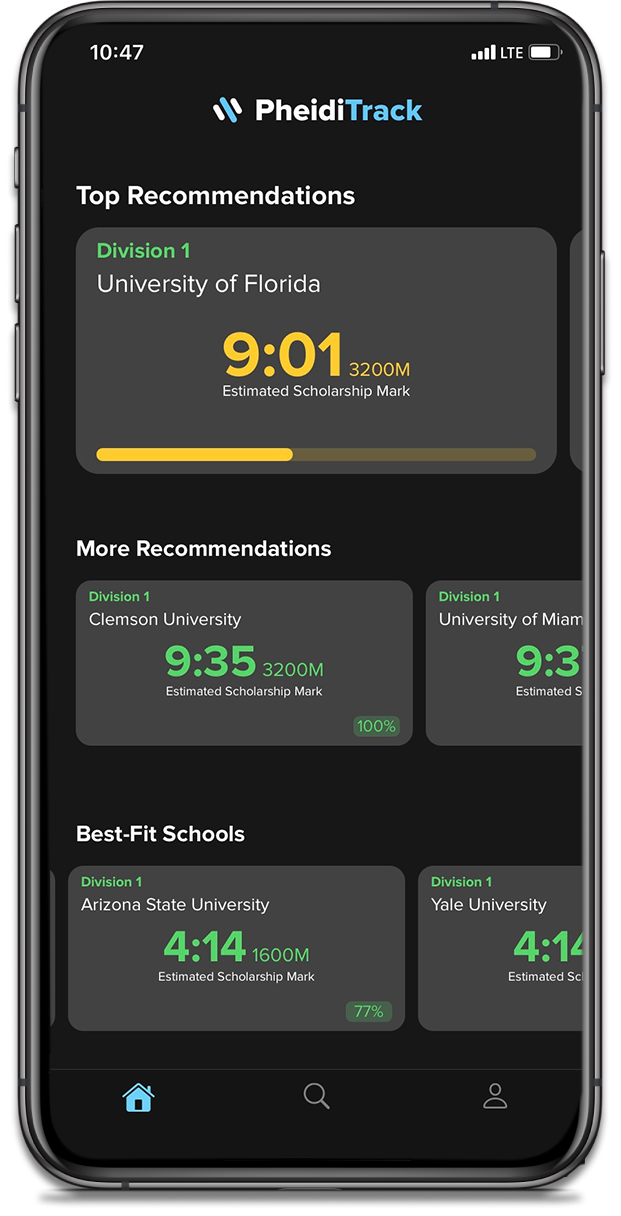 10:47
LTE
PheidiTrack
Top Recommendations
Division 1
University of Florida
9:01 3200M
Estimated Scholarship Mark
More Recommendations
Division 1
Clemson University
9:35 3200M
Estimated Scholarship Mark
100%
Division 1
University of Miam
9:3
Estimated S
Best-Fit Schools
Division 1
Arizona State University
4:14 1600M
Estimated Scholarship Mark
77%
Division 1
Yale University
4:14
Estimated Sc